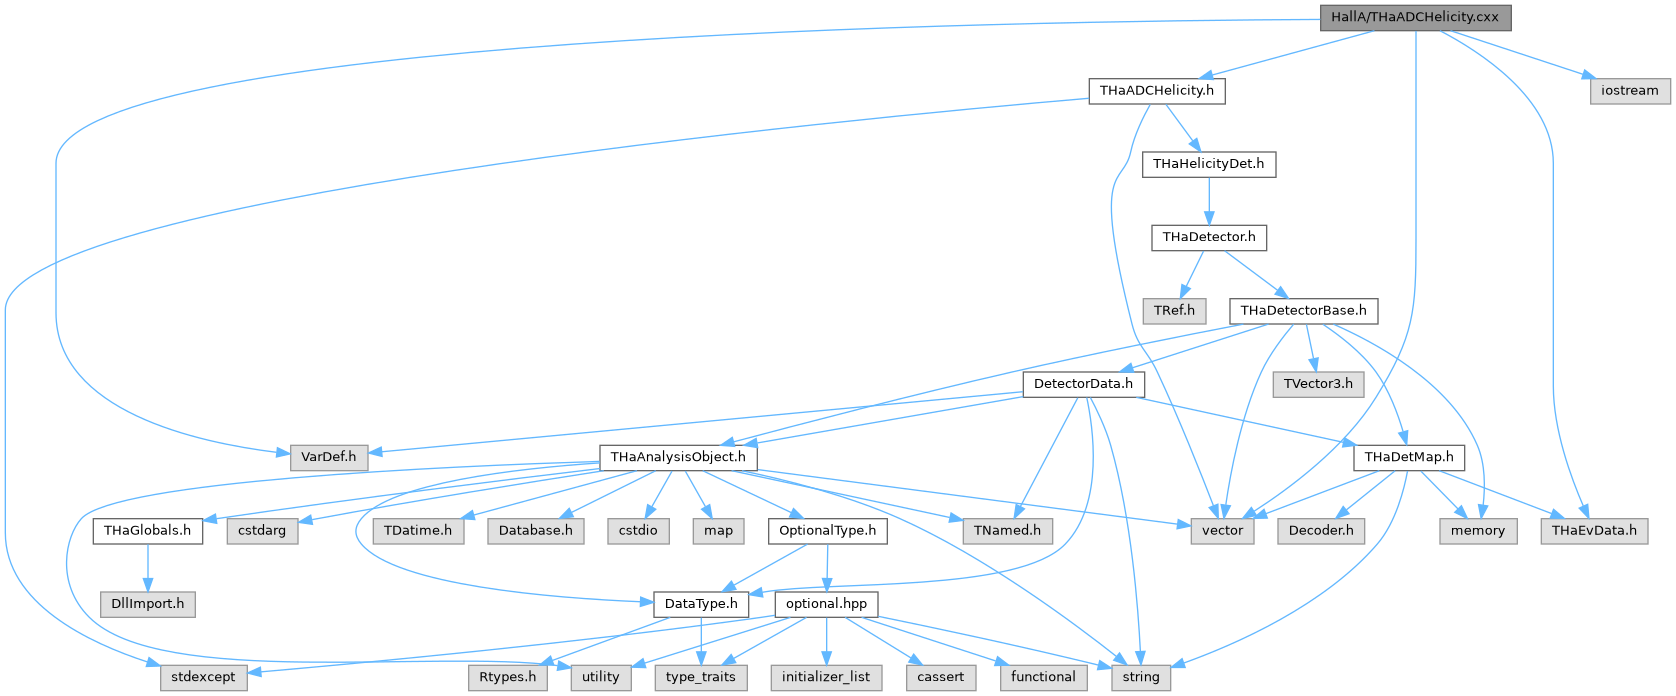 HallA/THaADCHelicity.cxx
THaADCHelicity.h
iostream
THaHelicityDet.h
THaDetector.h
TRef.h
THaDetectorBase.h
DetectorData.h
TVector3.h
VarDef.h
THaAnalysisObject.h
THaDetMap.h
THaGlobals.h
cstdarg
TDatime.h
Database.h
cstdio
map
OptionalType.h
TNamed.h
vector
Decoder.h
memory
THaEvData.h
DllImport.h
DataType.h
optional.hpp
stdexcept
Rtypes.h
utility
type_traits
initializer_list
cassert
functional
string